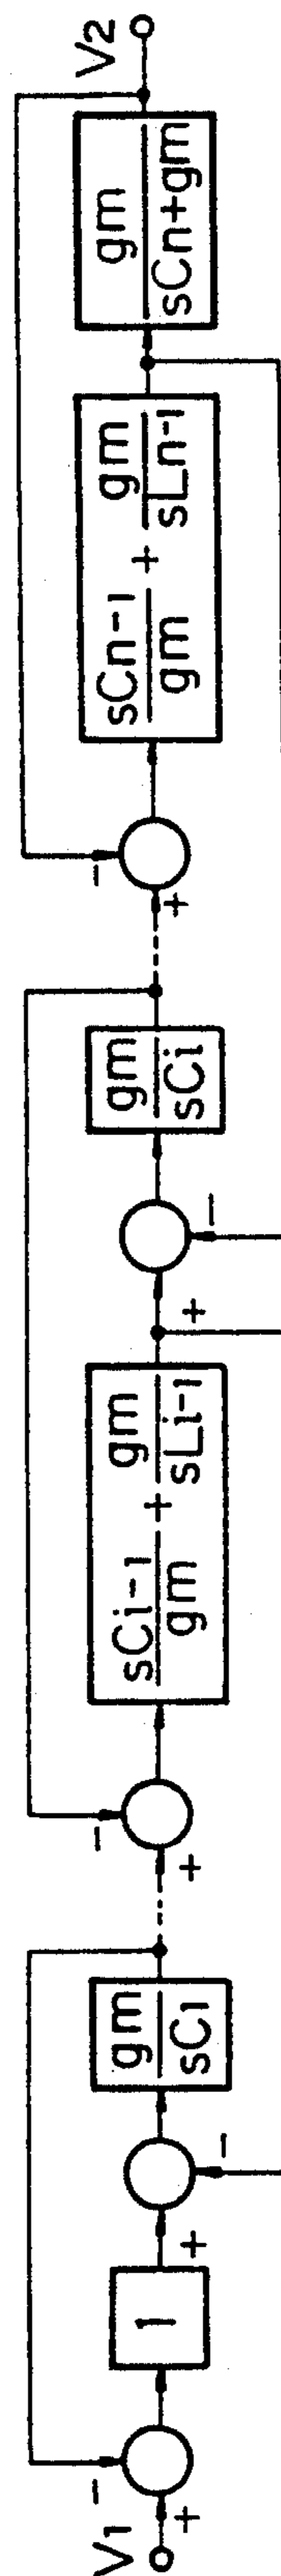 V1
+
−
1
+
−
gm
sC1
+
−
sCi-1
gm
+
gm
sLi-1
+
−
gm
sCi
+
−
sCn-1
gm
+
gm
sLn-1
gm
sCn+gm
V2